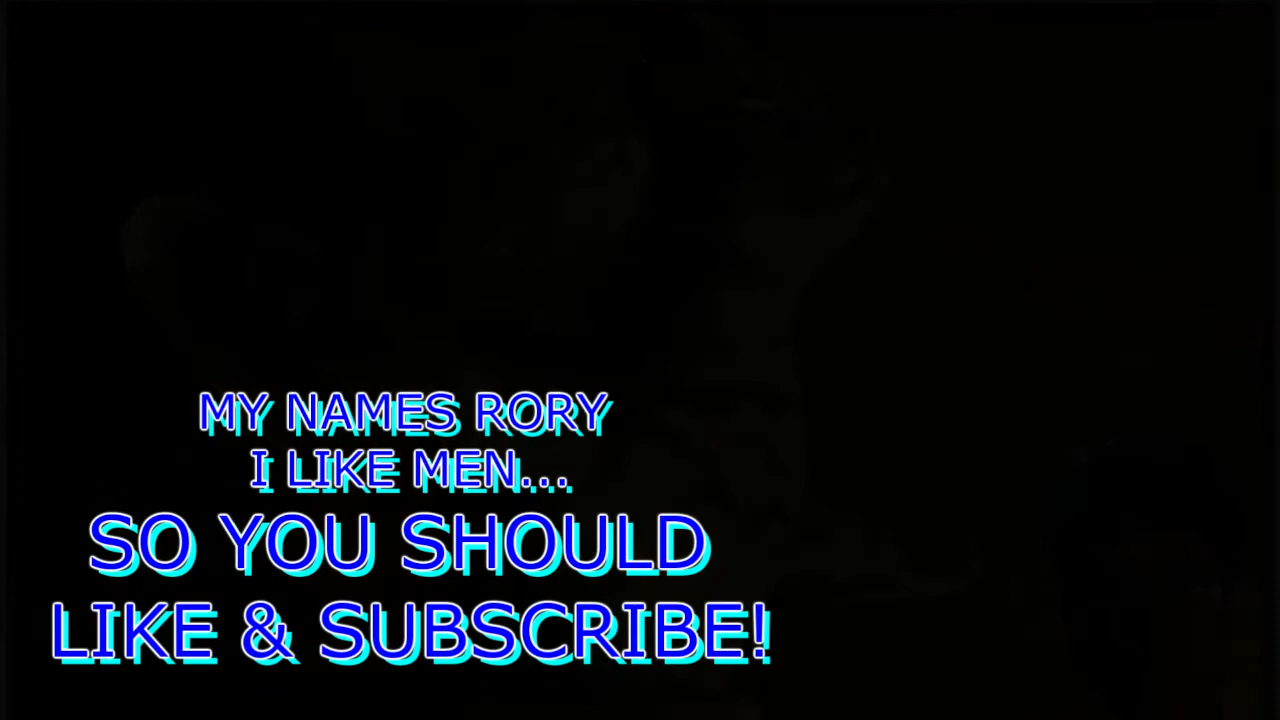 MY NAMES RORY
I LIKE MEN...
SO YOU SHOULD
LIKE & SUBSCRIBE!